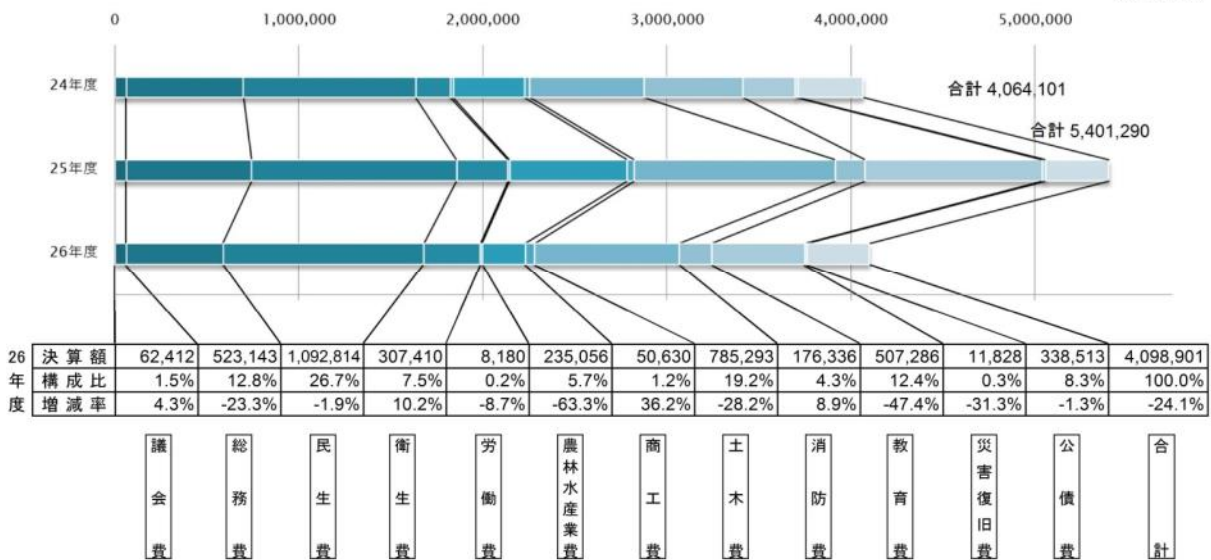 0 1,000,000 2,000,000 3,000,000 4,000,000 5,000,000
24年度
合計 4,064,101
合計 5,401,290
25年度
26年度
26年度
決算額 62,412 523,143 1,092,814 307,410 8,180 235,056 50,630 785,293 176,336 507,286 11,828 338,513 4,098,901
構成比 1.5% 12.8% 26.7% 7.5% 0.2% 5.7% 1.2% 19.2% 4.3% 12.4% 0.3% 8.3% 100.0%
増減率 4.3% -23.3% -1.9% 10.2% -8.7% -63.3% 36.2% -28.2% 8.9% -47.4% -31.3% -1.3% -24.1%
議会費
総務費
民生費
衛生費
労働費
農林水産業費
商工費
土木費
消防費
教育費
災害復旧費
公債費
合計